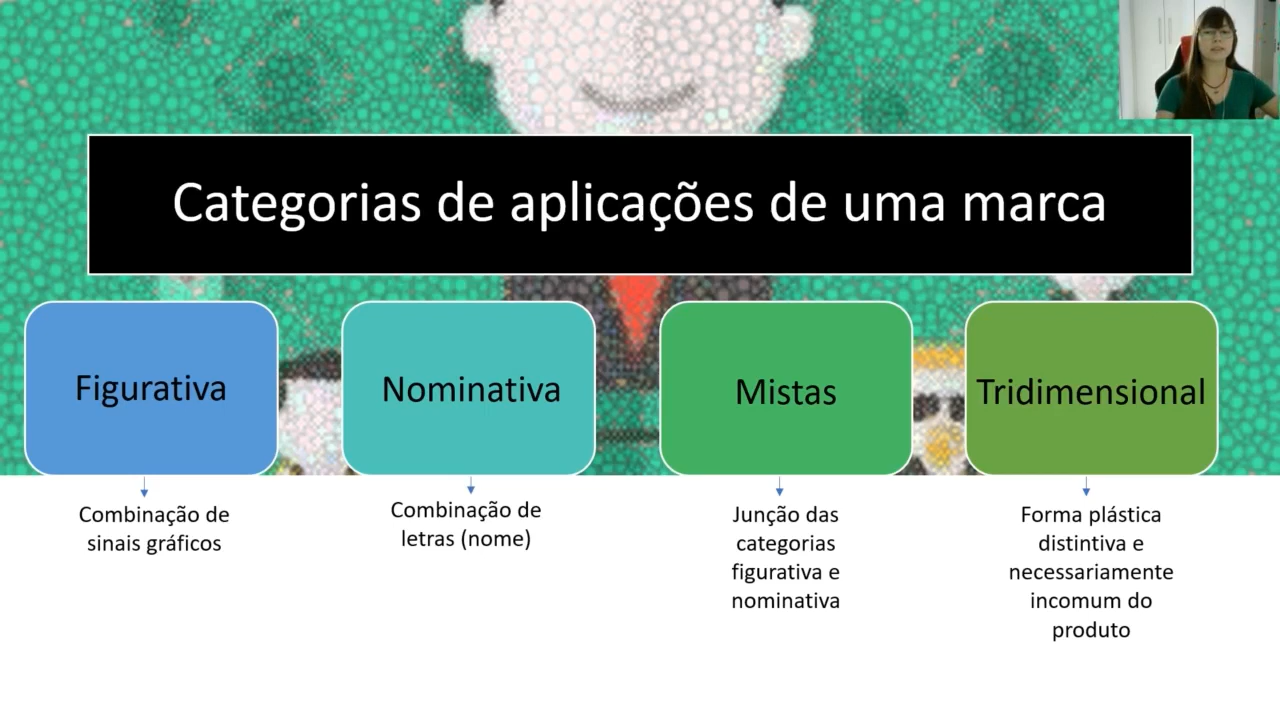 Categorias de aplicações de uma marca
Figurativa
Nominativa
Mistas
Tridimensional
Combinação de
sinais gráficos
Combinação de
letras (nome)
Junção das
categorias
figurativa e
nominativa
Forma plástica
distintiva e
necessariamente
incomum do
produto